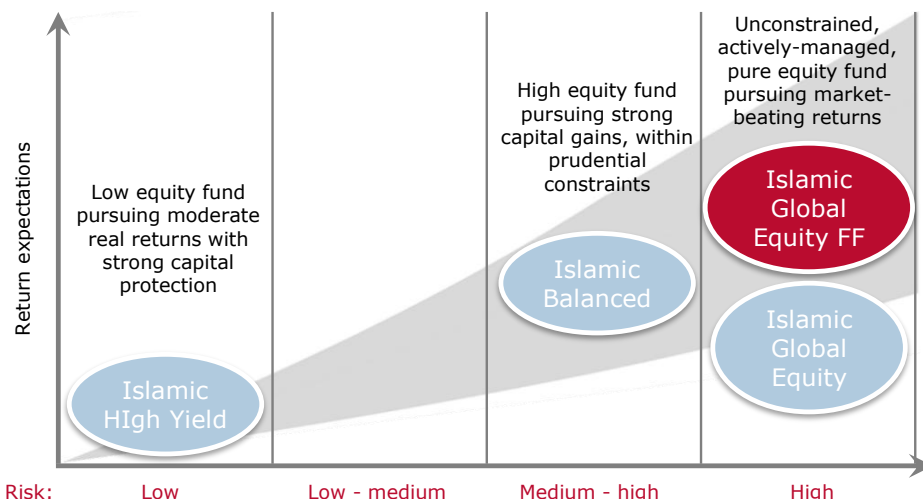 Unconstrained,
actively-managed,
pure equity fund
pursuing market-
beating returns
High equity fund
pursuing strong
capital gains, within
prudential
constraints
Low equity fund
pursuing moderate
real returns with
strong capital
protection
Return expectations
Islamic
Global
Equity FF
Islamic
Balanced
Islamic
Global
Equity
Islamic
HIgh Yield
Risk: Low Low - medium Medium - high High